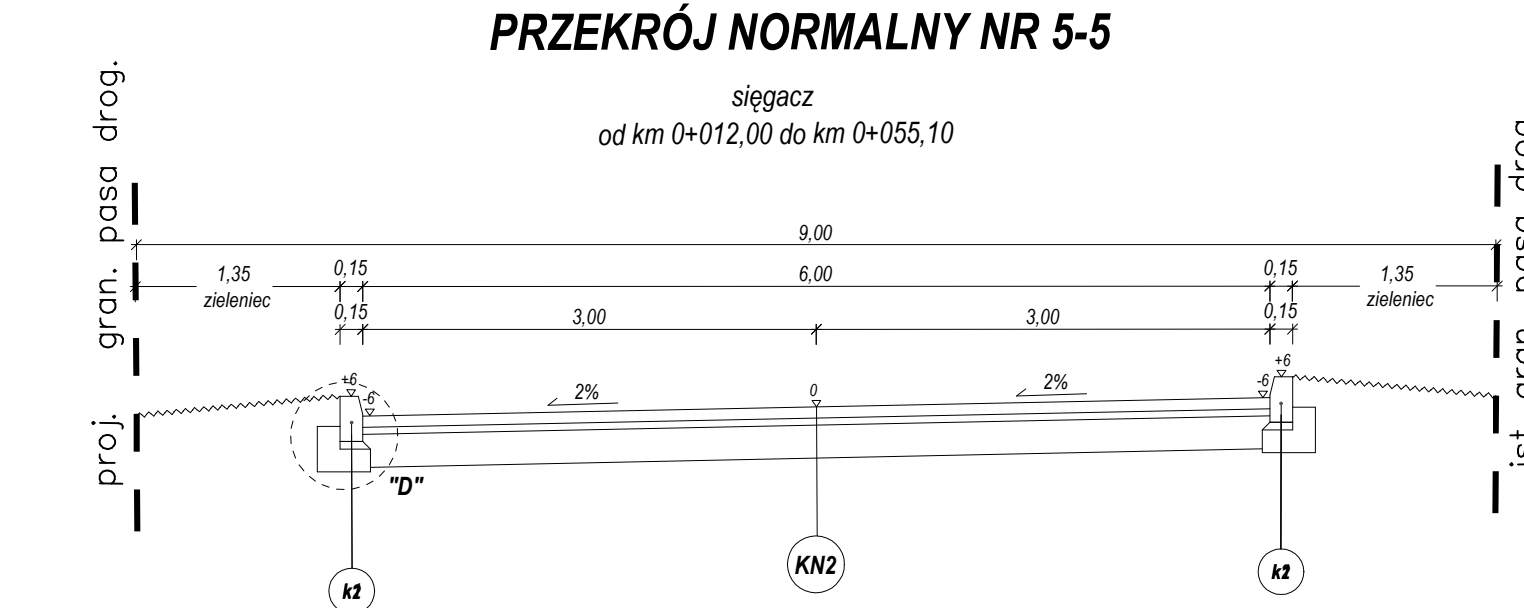 PRZEKRÓJ NORMALNY NR 5-5
sięgacz
od km 0+012,00 do km 0+055,10
proj. gran. pasa drog.
9,00
1,35
zieleniec
0,15
6,00
0,15
1,35
zieleniec
0,15
3,00
3,00
0,15
+6
-6
2%
0
2%
-6
+6
"D"
KN2
ist. gran. pasa drog.